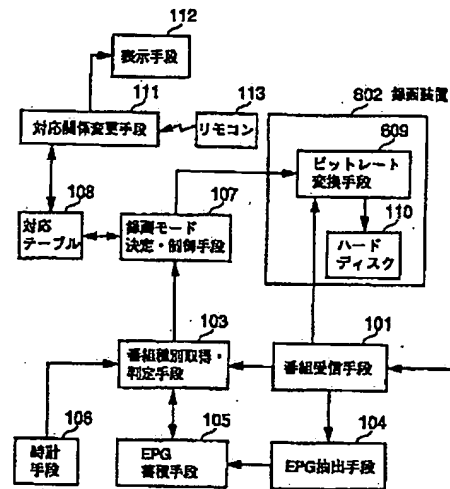 112
表示手段
111
対応関係変更手段
113
リモコン
802 録画装置
809
ビットレート
変換手段
110
ハード
ディスク
108
対応
テーブル
107
録画モード
決定・制御手段
103
番組種別取得・
判定手段
101
番組受信手段
106
時計
手段
105
EPG
蓄積手段
104
EPG抽出手段